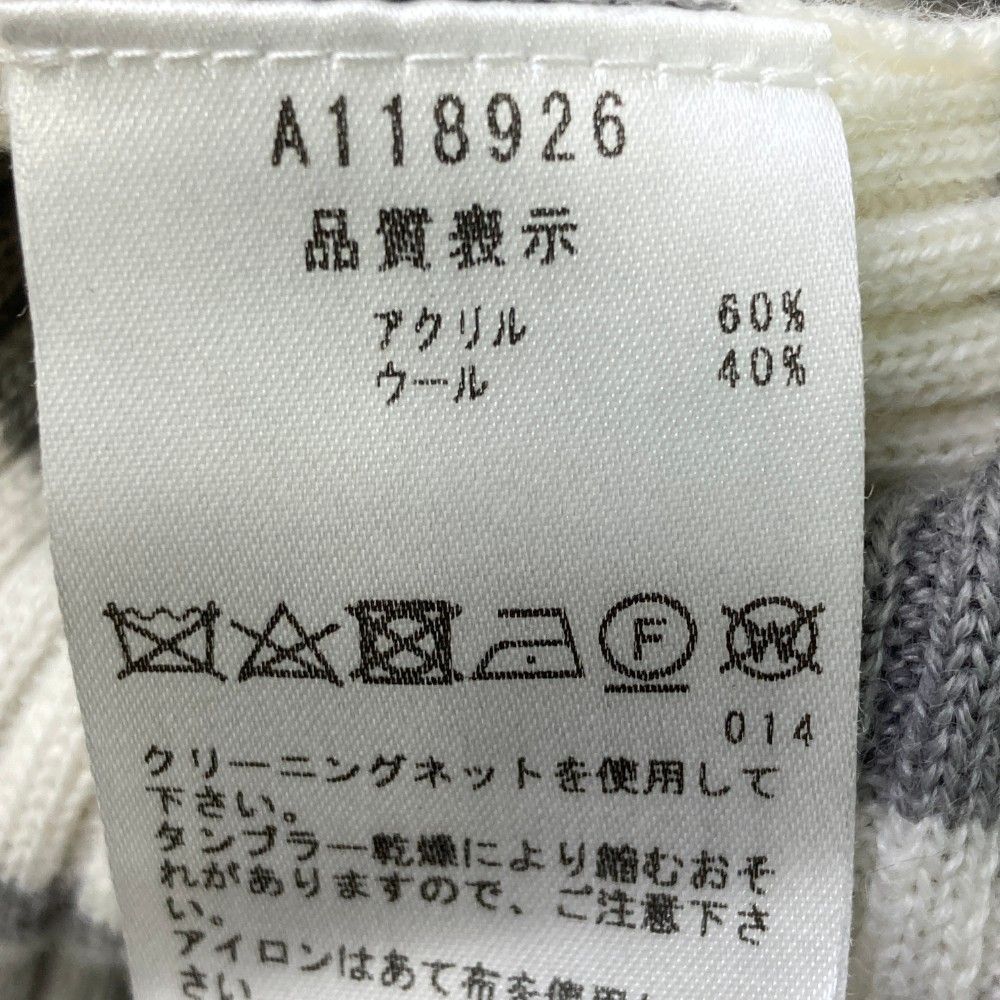 A118926
品質表示
アクリル 60%
ウール 40%
F W
014
クリーニングネットを使用して
下さい。
タンブラー乾燥により縮むおそ
れがありますので、ご注意下さ
い。
アイロンはあて布を使用し
さい